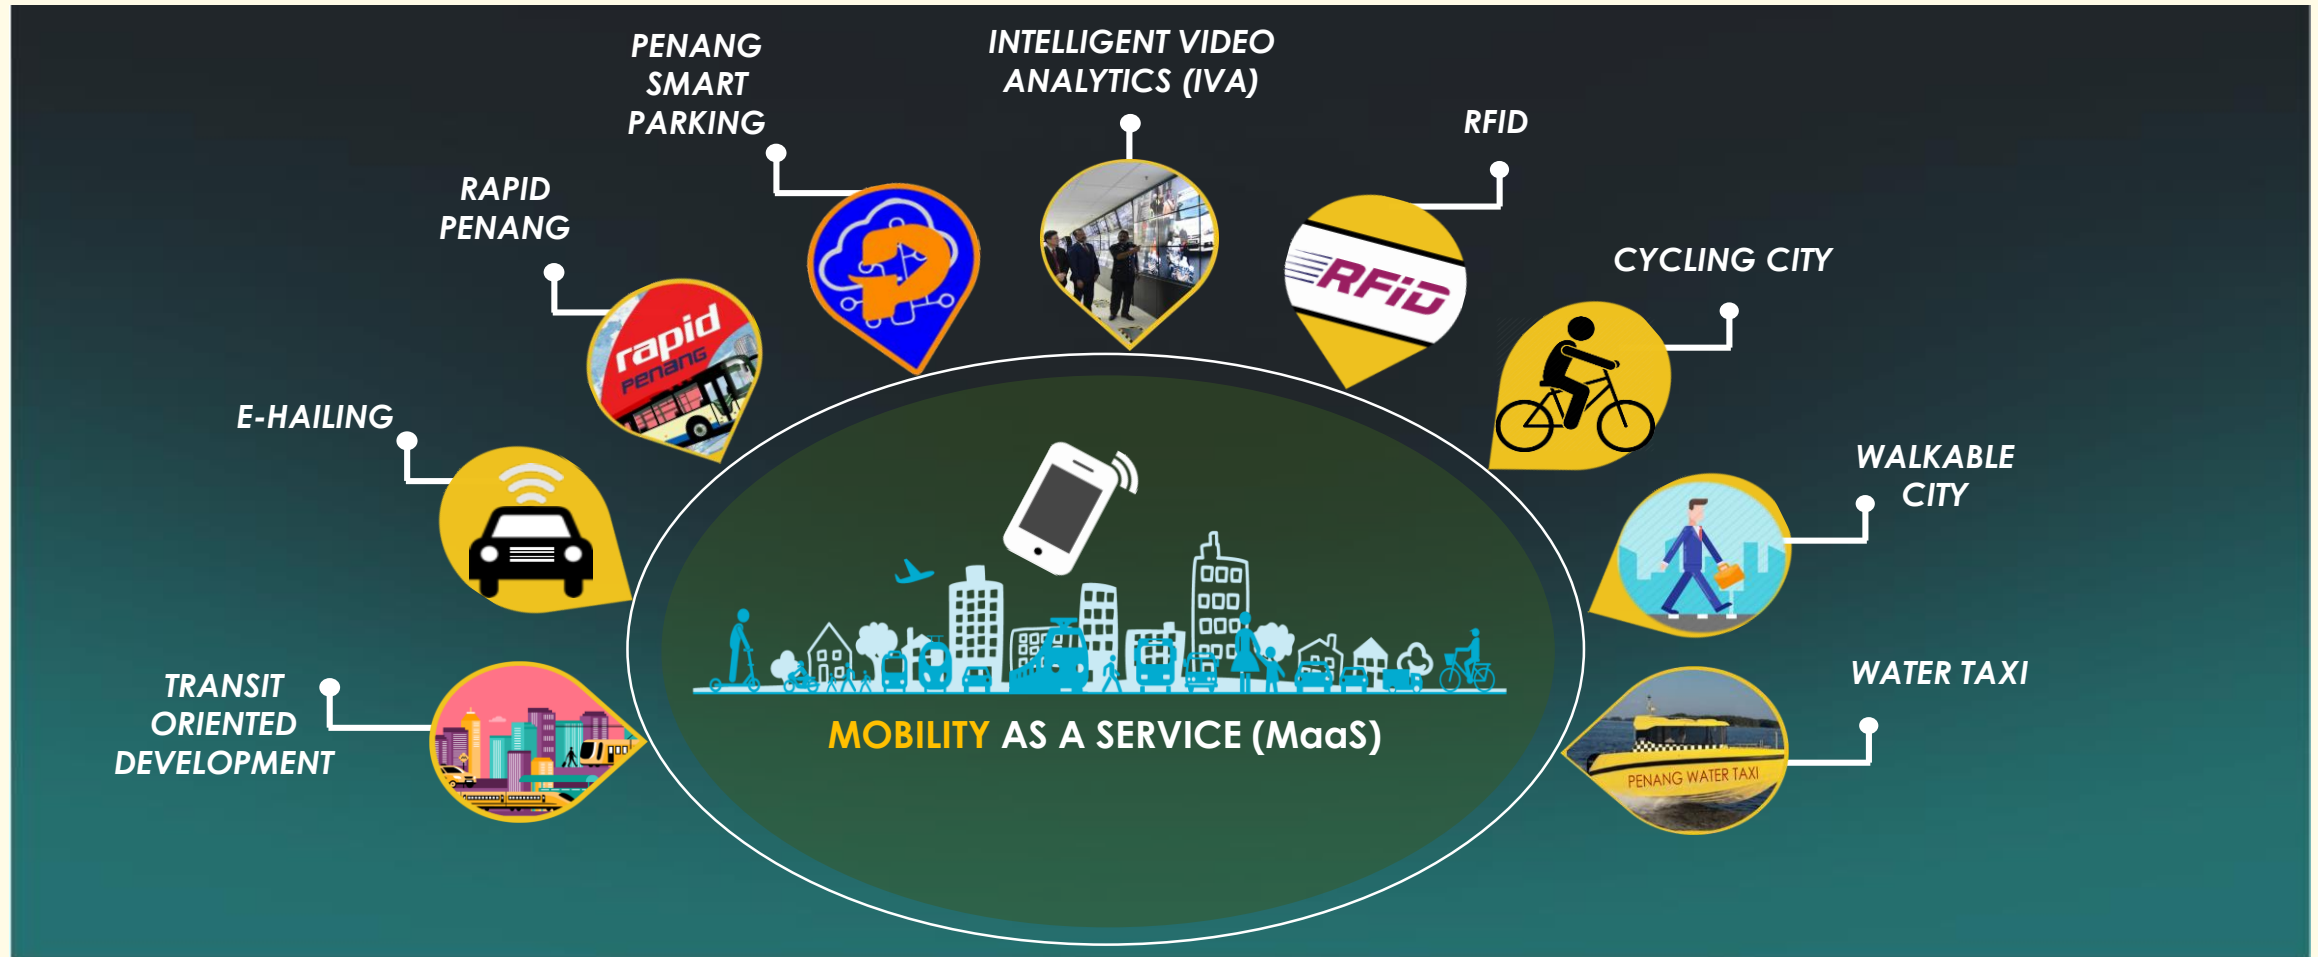 PENANG
SMART
PARKING
INTELLIGENT VIDEO
ANALYTICS (IVA)
RFID
RAPID
PENANG
CYCLING CITY
rapid
PENANG
RFiD
E-HAILING
WALKABLE
CITY
TRANSIT
ORIENTED
DEVELOPMENT
WATER TAXI
PENANG WATER TAXI
MOBILITY AS A SERVICE (MaaS)